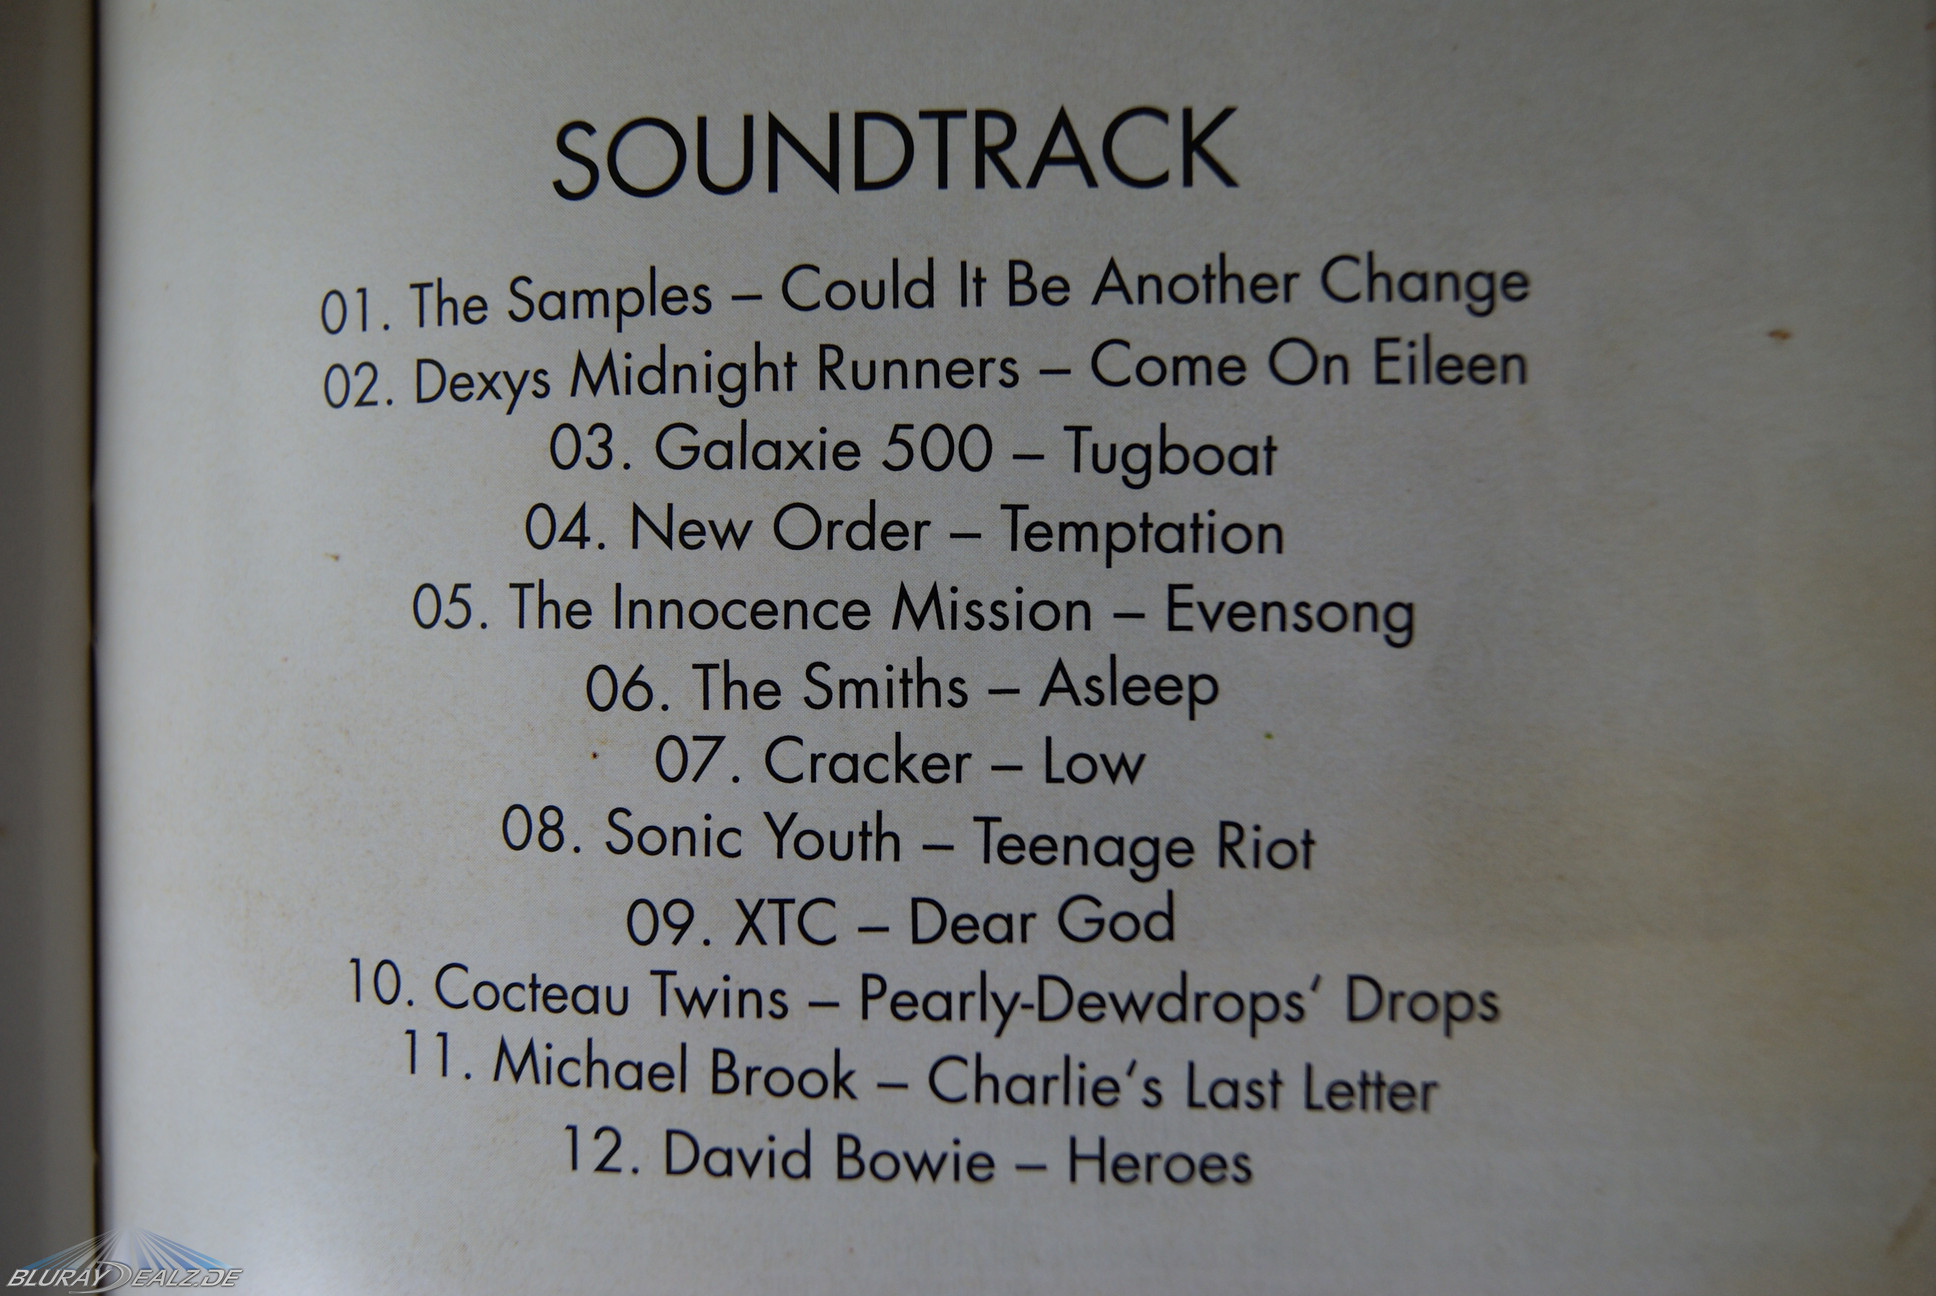 SOUNDTRACK
01. The Samples – Could It Be Another Change
02. Dexys Midnight Runners – Come On Eileen
03. Galaxie 500 – Tugboat
04. New Order – Temptation
05. The Innocence Mission – Evensong
06. The Smiths – Asleep
07. Cracker – Low
08. Sonic Youth – Teenage Riot
09. XTC – Dear God
10. Cocteau Twins – Pearly-Dewdrops’ Drops
11. Michael Brook – Charlie’s Last Letter
12. David Bowie – Heroes
BLURAYDEALZ.DE